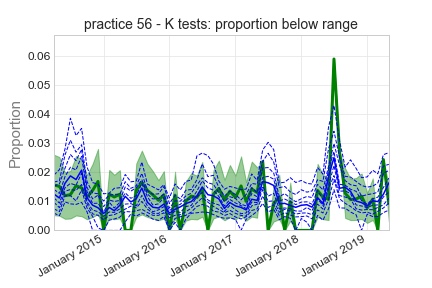 practice 56 - K tests: proportion below range
Proportion
0.06
0.05
0.04
0.03
0.02
0.01
0.00
January 2015
January 2016
January 2017
January 2018
January 2019